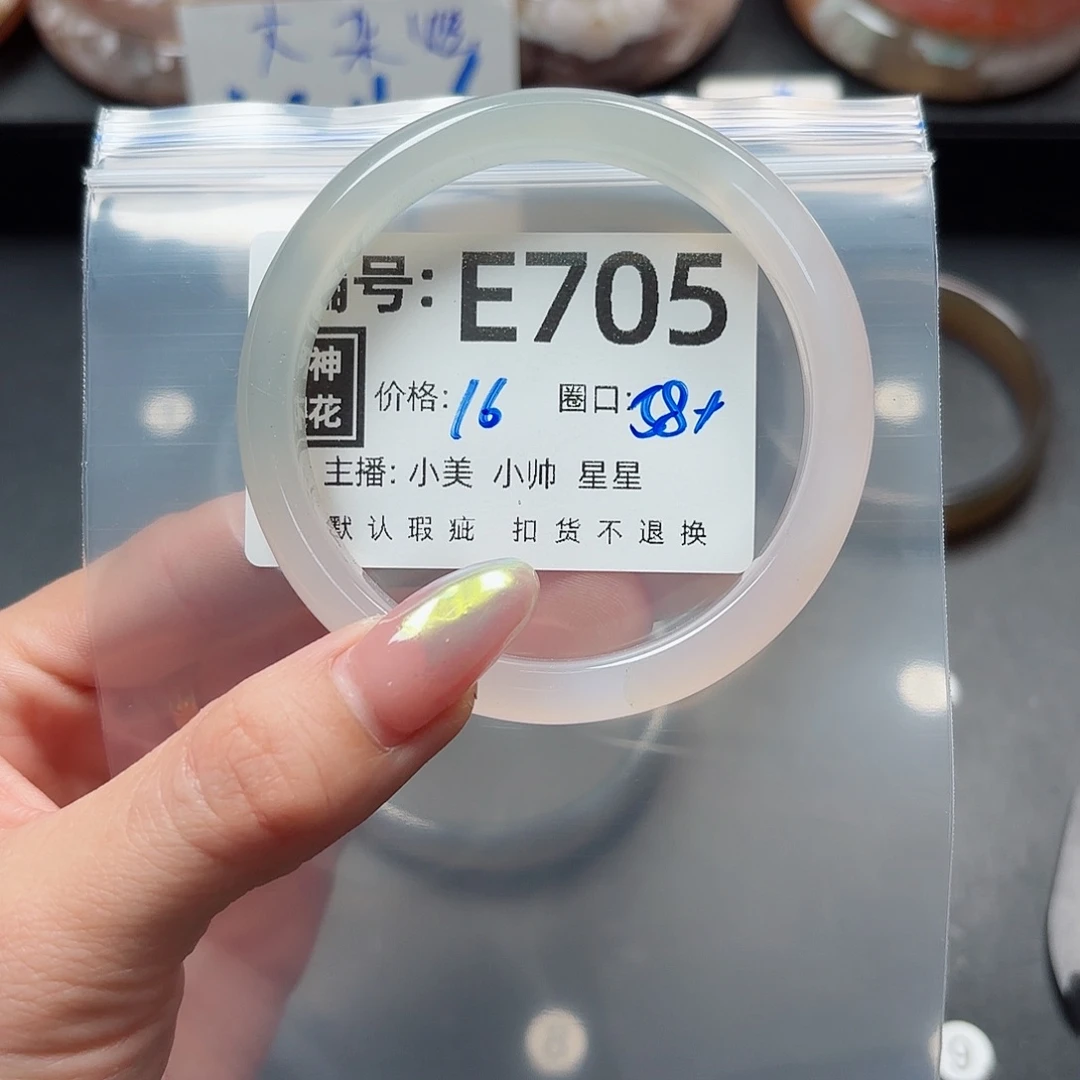 号: E705
神
花
价格: 16 圈口: 58+
主播: 小美 小帅 星星
默认瑕疵 扣货不退换